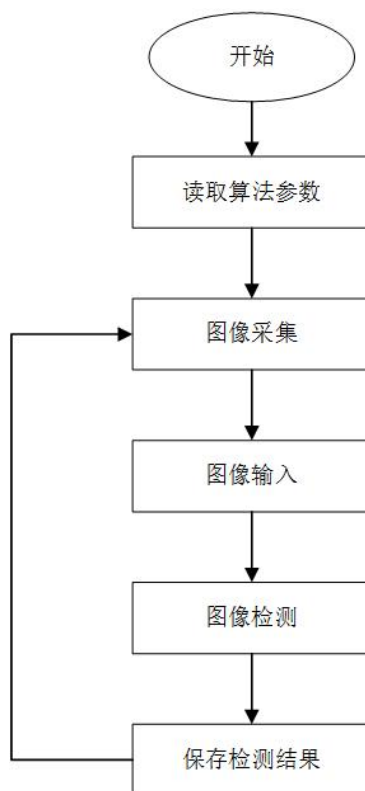 开始
读取算法参数
图像采集
图像输入
图像检测
保存检测结果